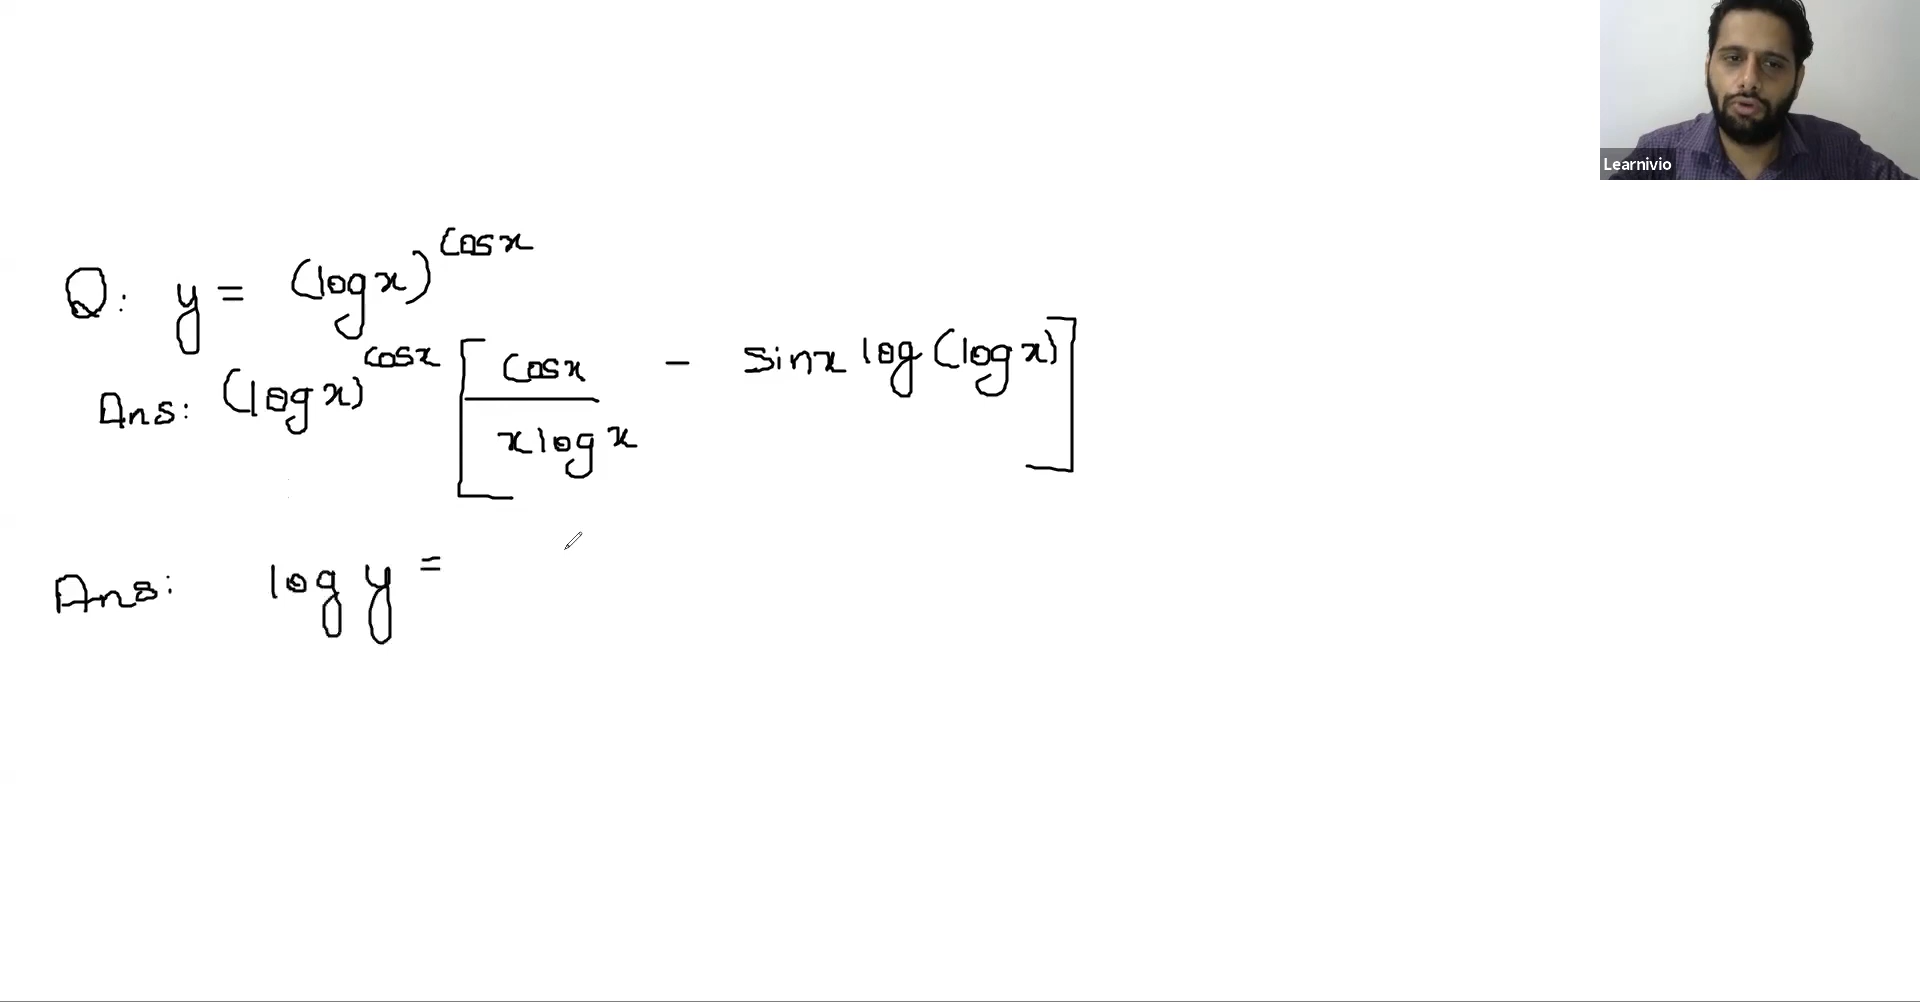 Learnivio
Q: y = (log x)^cos x
Ans: (log x)^cos x [cos x / x log x - sin x log (log x)]
Ans: log y =